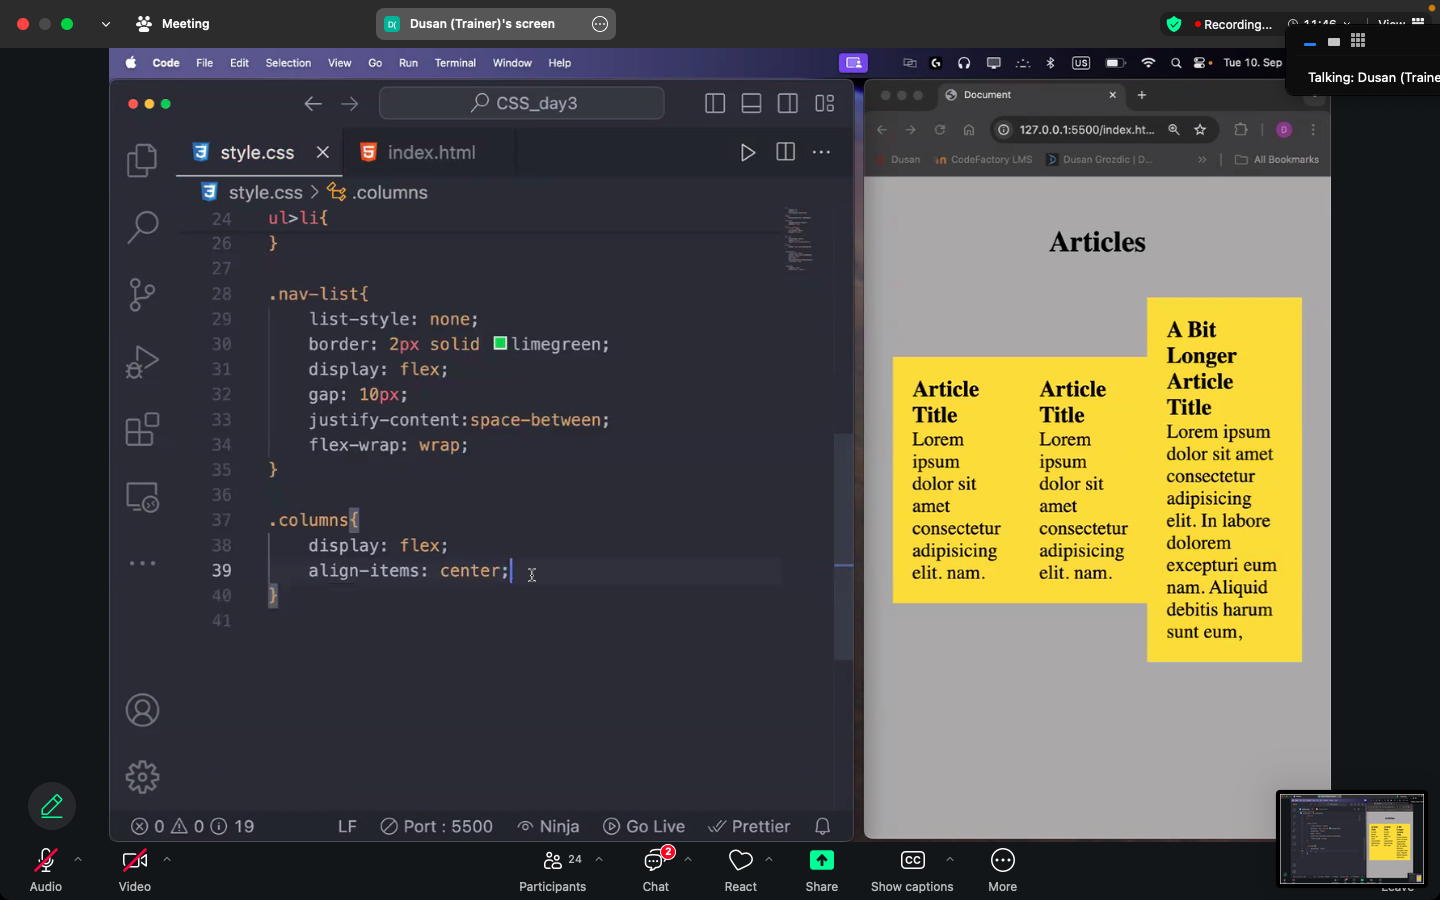 Meeting
Dusan (Trainer)'s screen
Recording...
11:46
View
Talking: Dusan (Traine
Code File Edit Selection View Go Run Terminal Window Help
US
Tue 10. Sep
CSS_day3
style.css
index.html
style.css > .columns
24 ul>li{
26 }
27
28 .nav-list{
29 list-style: none;
30 border: 2px solid limegreen;
31 display: flex;
32 gap: 10px;
33 justify-content:space-between;
34 flex-wrap: wrap;
35 }
36
37 .columns{
38 display: flex;
39 align-items: center;
40 }
41
0 0 19 LF Port : 5500 Ninja Go Live Prettier
Document
127.0.0.1:5500/index.ht...
D
Dusan CodeFactory LMS Dusan Grozdic | D... All Bookmarks
Articles
Article
Title
Lorem
ipsum
dolor sit
amet
consectetur
adipisicing
elit. nam.
Article
Title
Lorem
ipsum
dolor sit
amet
consectetur
adipisicing
elit. nam.
A Bit
Longer
Article
Title
Lorem ipsum
dolor sit amet
consectetur
adipisicing
elit. In labore
dolorem
excepturi eum
nam. Aliquid
debitis harum
sunt eum,
Audio
Video
24
Participants
2
Chat
React
Share
CC
Show captions
More
Leave